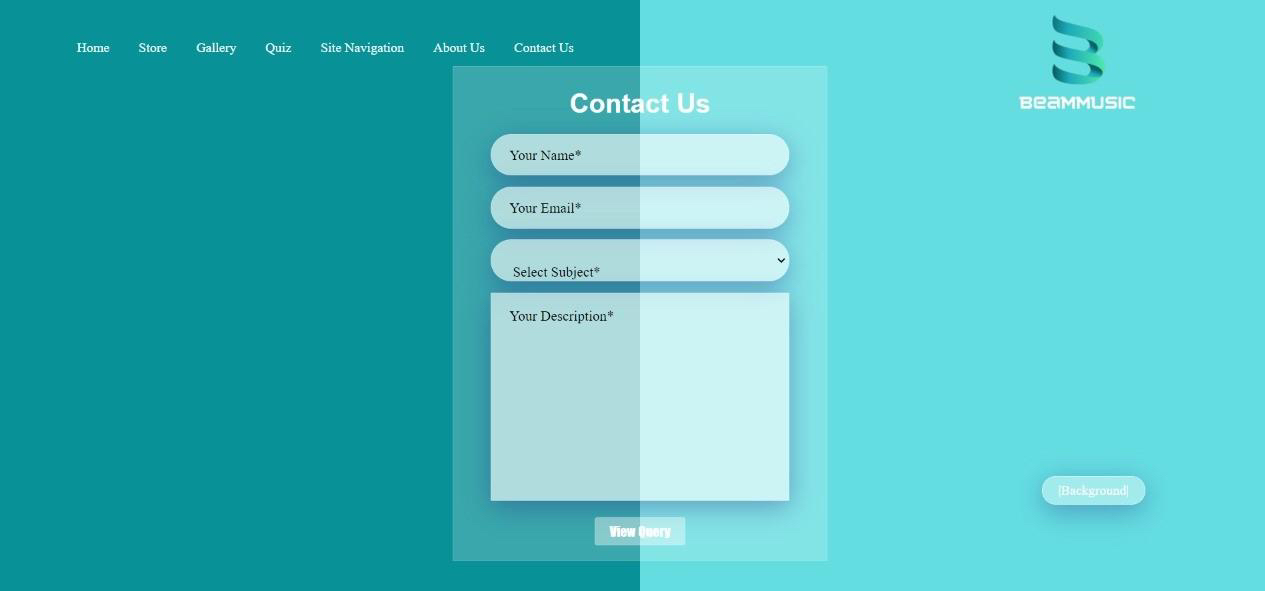 Home Store Gallery Quiz Site Navigation About Us Contact Us
BEAMMUSIC
Contact Us
Your Name*
Your Email*
Select Subject*
Your Description*
|Background|
View Query